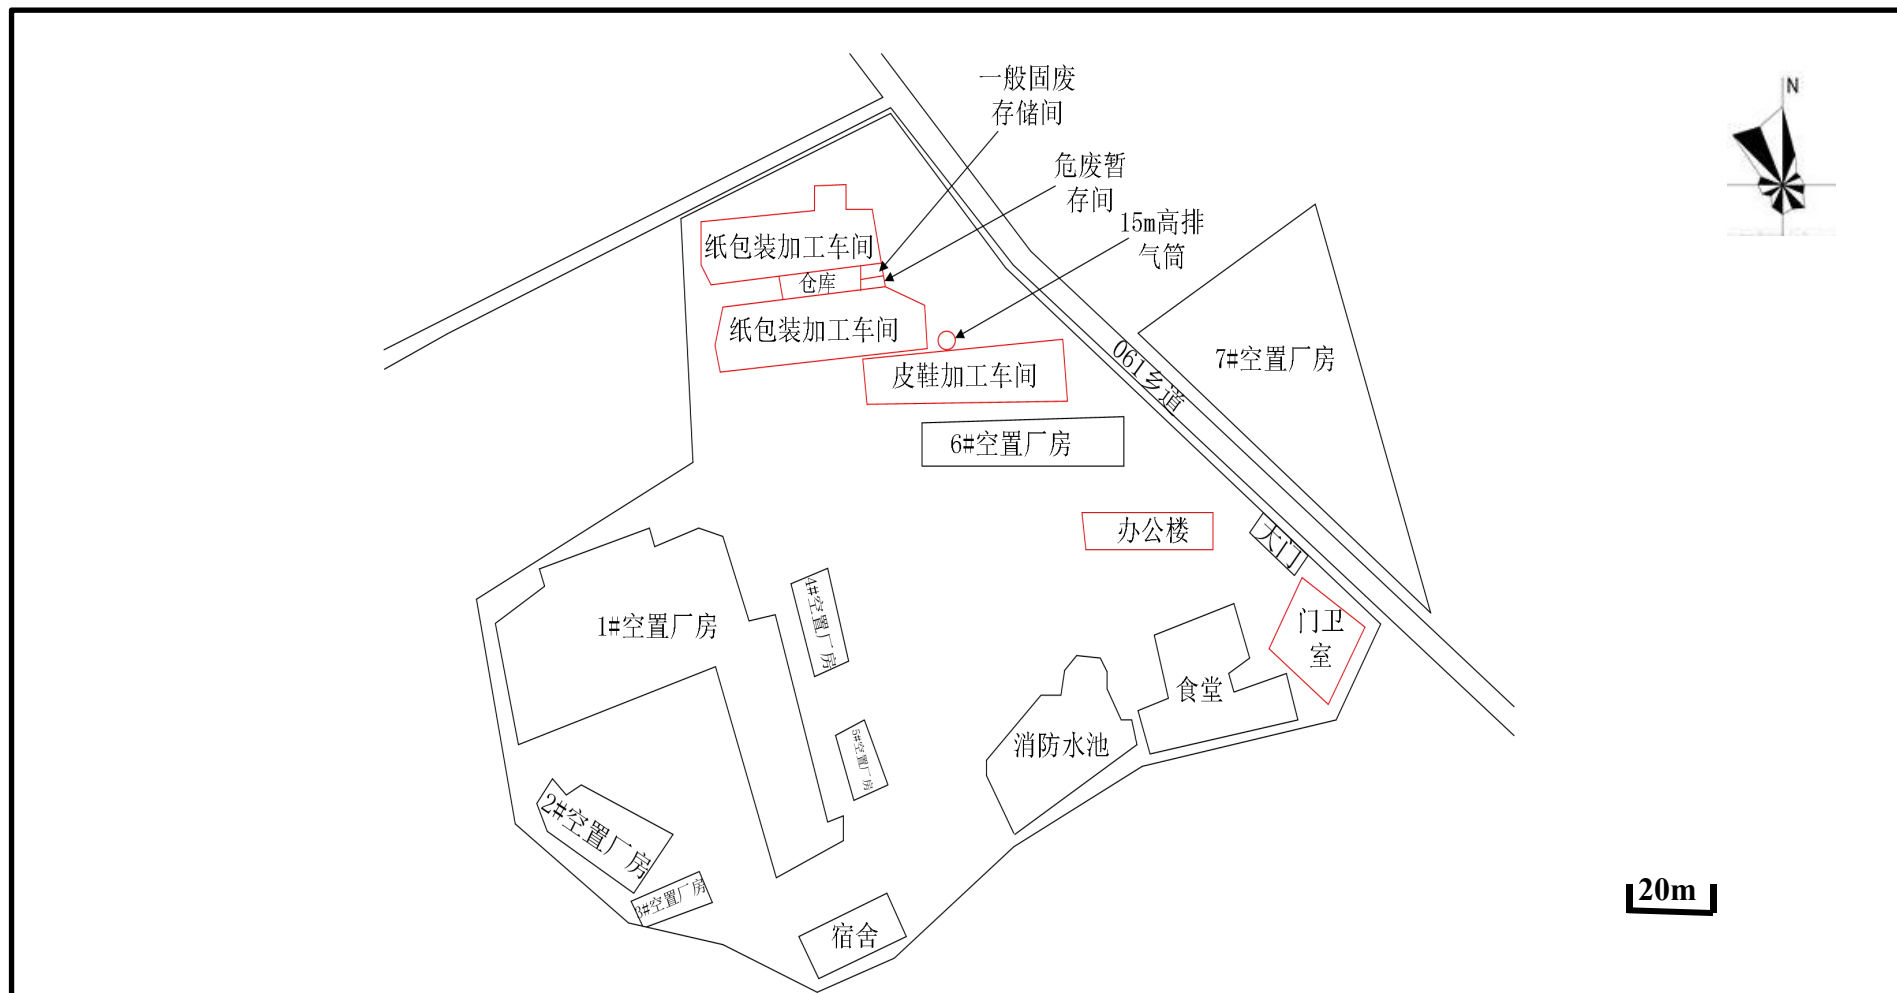 一般固废
存储间
N
危废暂
存间
15m高排
气筒
纸包装加工车间
仓库
纸包装加工车间
皮鞋加工车间
061乡道
7#空置厂房
6#空置厂房
办公楼
大门
门卫
室
1#空置厂房
4#空置厂房
食堂
消防水池
5#空置厂房
2#空置厂房
3#空置厂房
宿舍
20m